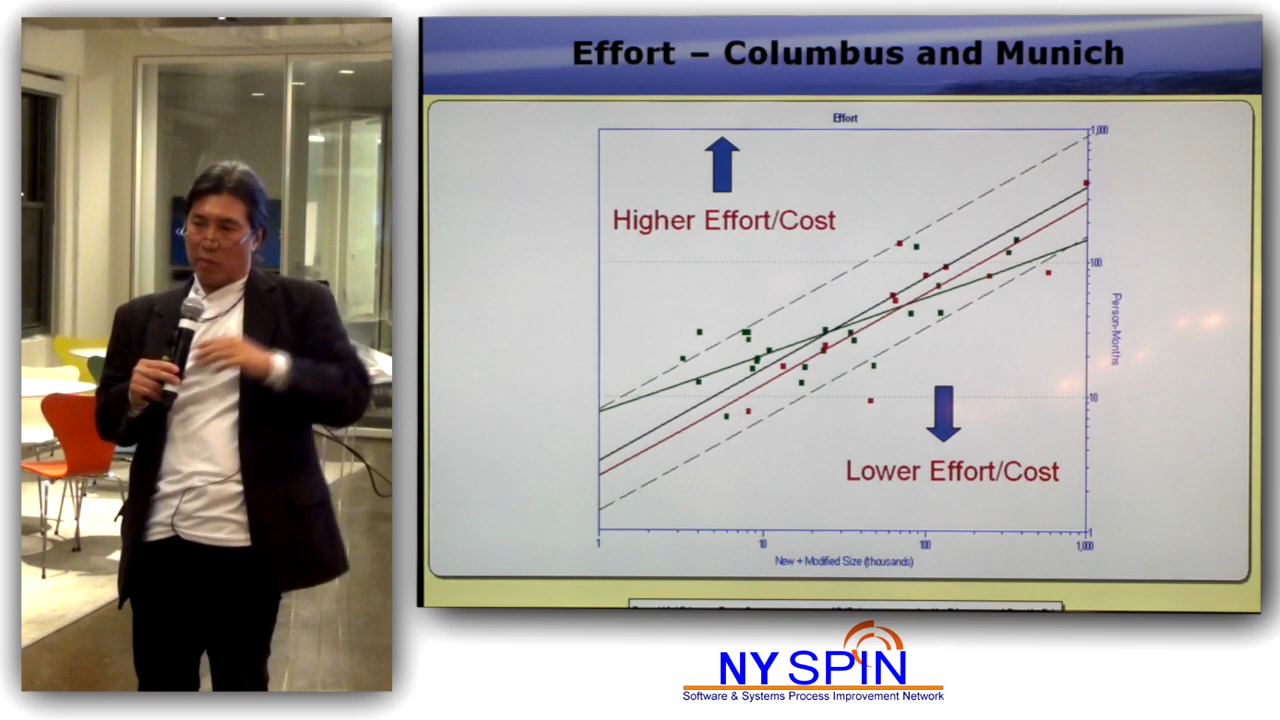 Effort – Columbus and Munich
Effort
1,000
Higher Effort/Cost
100
Person-Months
10
Lower Effort/Cost
1
1
10
100
1,000
New + Modified Size (thousands)
NY SPIN
Software & Systems Process Improvement Network